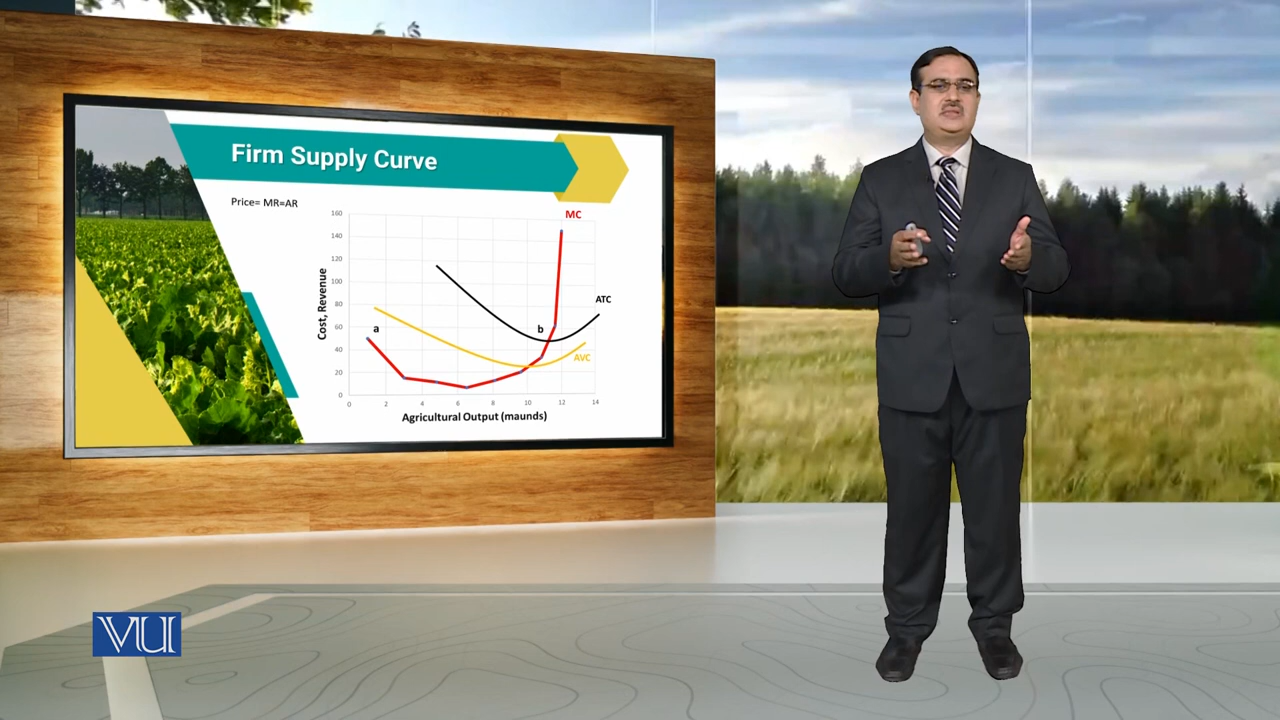 Firm Supply Curve
Price= MR=AR
MC
160
140
120
100
80
60
40
20
0
Cost, Revenue
a
b
ATC
AVC
0 2 4 6 8 10 12 14
Agricultural Output (maunds)
VU